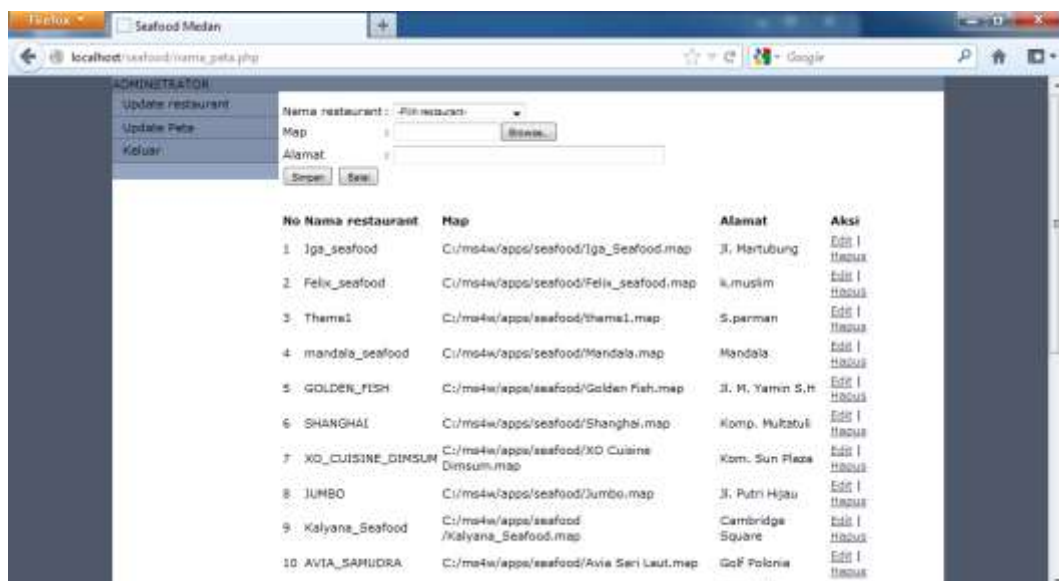 Firefox
Seafood Medan
localhost/seafood/nama_peta.php
Google
ADMINISTRATOR
Update restaurant
Update Peta
Keluar
Nama restaurant : -Pilih restaurant-
Map : Browse...
Alamat :
Simpan Batal
No Nama restaurant Map Alamat Aksi
1 Iga_seafood C:/ms4w/apps/seafood/Iga_Seafood.map Jl. Martubung Edit | Hapus
2 Felix_seafood C:/ms4w/apps/seafood/Felix_seafood.map k.muslim Edit | Hapus
3 Thema1 C:/ms4w/apps/seafood/thema1.map S.parman Edit | Hapus
4 mandala_seafood C:/ms4w/apps/seafood/Mandala.map Mandala Edit | Hapus
5 GOLDEN_FISH C:/ms4w/apps/seafood/Golden Fish.map Jl. M. Yamin S.H Edit | Hapus
6 SHANGHAI C:/ms4w/apps/seafood/Shanghai.map Komp. Multatuli Edit | Hapus
7 XO_CUISINE_DIMSUM C:/ms4w/apps/seafood/XO Cuisine Dimsum.map Kom. Sun Plaza Edit | Hapus
8 JUMBO C:/ms4w/apps/seafood/Jumbo.map Jl. Putri Hijau Edit | Hapus
9 Kalyana_Seafood C:/ms4w/apps/seafood /Kalyana_Seafood.map Cambridge Square Edit | Hapus
10 AVIA_SAMUDRA C:/ms4w/apps/seafood/Avia Sari Laut.map Golf Polonia Edit | Hapus